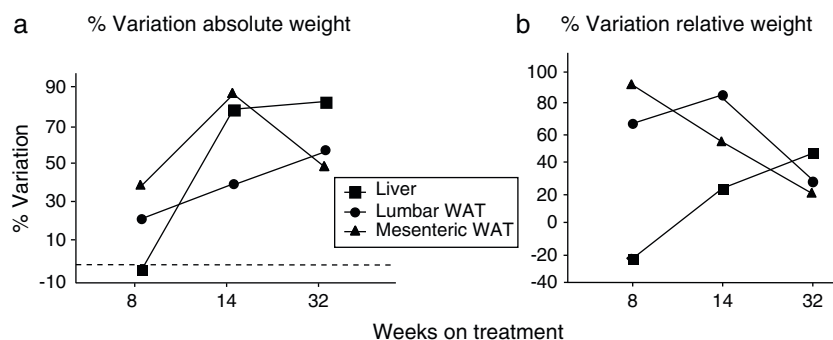 a % Variation absolute weight
b % Variation relative weight
% Variation
90
70
50
30
10
-10
8 14 32
Liver
Lumbar WAT
Mesenteric WAT
100
80
60
40
20
0
-20
-40
8 14 32
Weeks on treatment